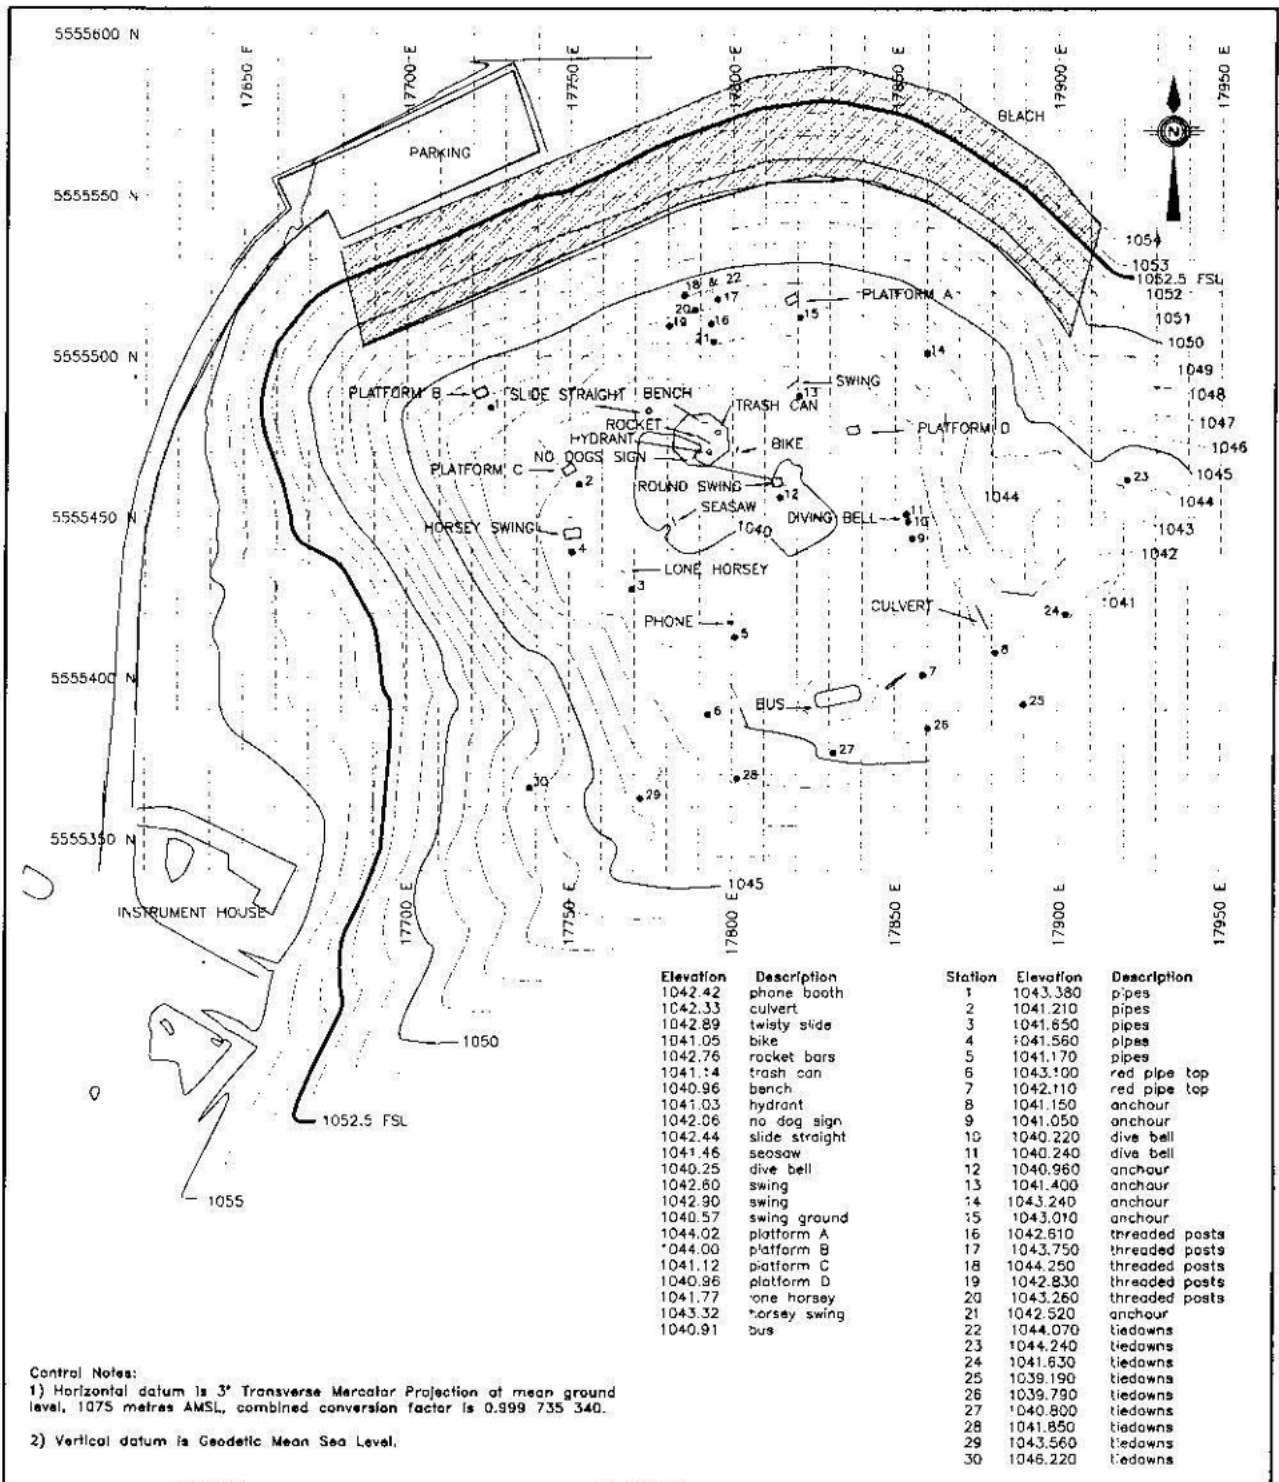 5555600 N
17650 E
17700 E
17750 E
17800 E
17850 E
17900 E
17950 E
BEACH
N
PARKING
5555550 N
1054
1053
1052.5 FSL
1052
1051
1050
1049
1048
1047
1046
1045
1044
1043
1042
1041
18 & 22
17
20
19
16
21
PLATFORM A
15
5555500 N
14
PLATFORM B
1
SLIDE STRAIGHT
BENCH
SWING
13
TRASH CAN
ROCKET
HYDRANT
BIKE
PLATFORM D
NO DOGS SIGN
PLATFORM C
2
ROUND SWING
12
23
1044
SEASAW
5555450 N
HORSEY SWING
1040
DIVING BELL
11
10
9
4
LONE HORSEY
3
CULVERT
24
PHONE
5
8
5555400 N
7
BUS
6
25
26
27
28
30
29
5555350 N
1045
INSTRUMENT HOUSE
17700 E
17750 E
17800 E
17850 E
17900 E
17950 E
1050
1052.5 FSL
1055
Elevation Description
1042.42 phone booth
1042.33 culvert
1042.89 twisty slide
1041.05 bike
1042.76 rocket bars
1041.14 trash can
1040.96 bench
1041.03 hydrant
1042.06 no dog sign
1042.44 slide straight
1041.46 seosaw
1040.25 dive bell
1042.60 swing
1042.90 swing
1040.57 swing ground
1044.02 platform A
1044.00 platform B
1041.12 platform C
1040.96 platform D
1041.77 lone horsey
1043.32 horsey swing
1040.91 bus
Station Elevation Description
1 1043.380 pipes
2 1041.210 pipes
3 1041.650 pipes
4 1041.560 pipes
5 1041.170 pipes
6 1043.100 red pipe top
7 1042.110 red pipe top
8 1041.150 anchour
9 1041.050 anchour
10 1040.220 dive bell
11 1040.240 dive bell
12 1040.960 anchour
13 1041.400 anchour
14 1043.240 anchour
15 1043.010 anchour
16 1042.610 threaded posts
17 1043.750 threaded posts
18 1044.250 threaded posts
19 1042.830 threaded posts
20 1043.260 threaded posts
21 1042.520 anchour
22 1044.070 tiedowns
23 1044.240 tiedowns
24 1041.630 tiedowns
25 1039.190 tiedowns
26 1039.790 tiedowns
27 1040.800 tiedowns
28 1041.850 tiedowns
29 1043.560 tiedowns
30 1046.220 tiedowns
Control Notes:
1) Horizontal datum is 3° Transverse Mercator Projection at mean ground
level, 1075 metres AMSL, combined conversion factor is 0.999 735 340.
2) Vertical datum is Geodetic Mean Sea Level.